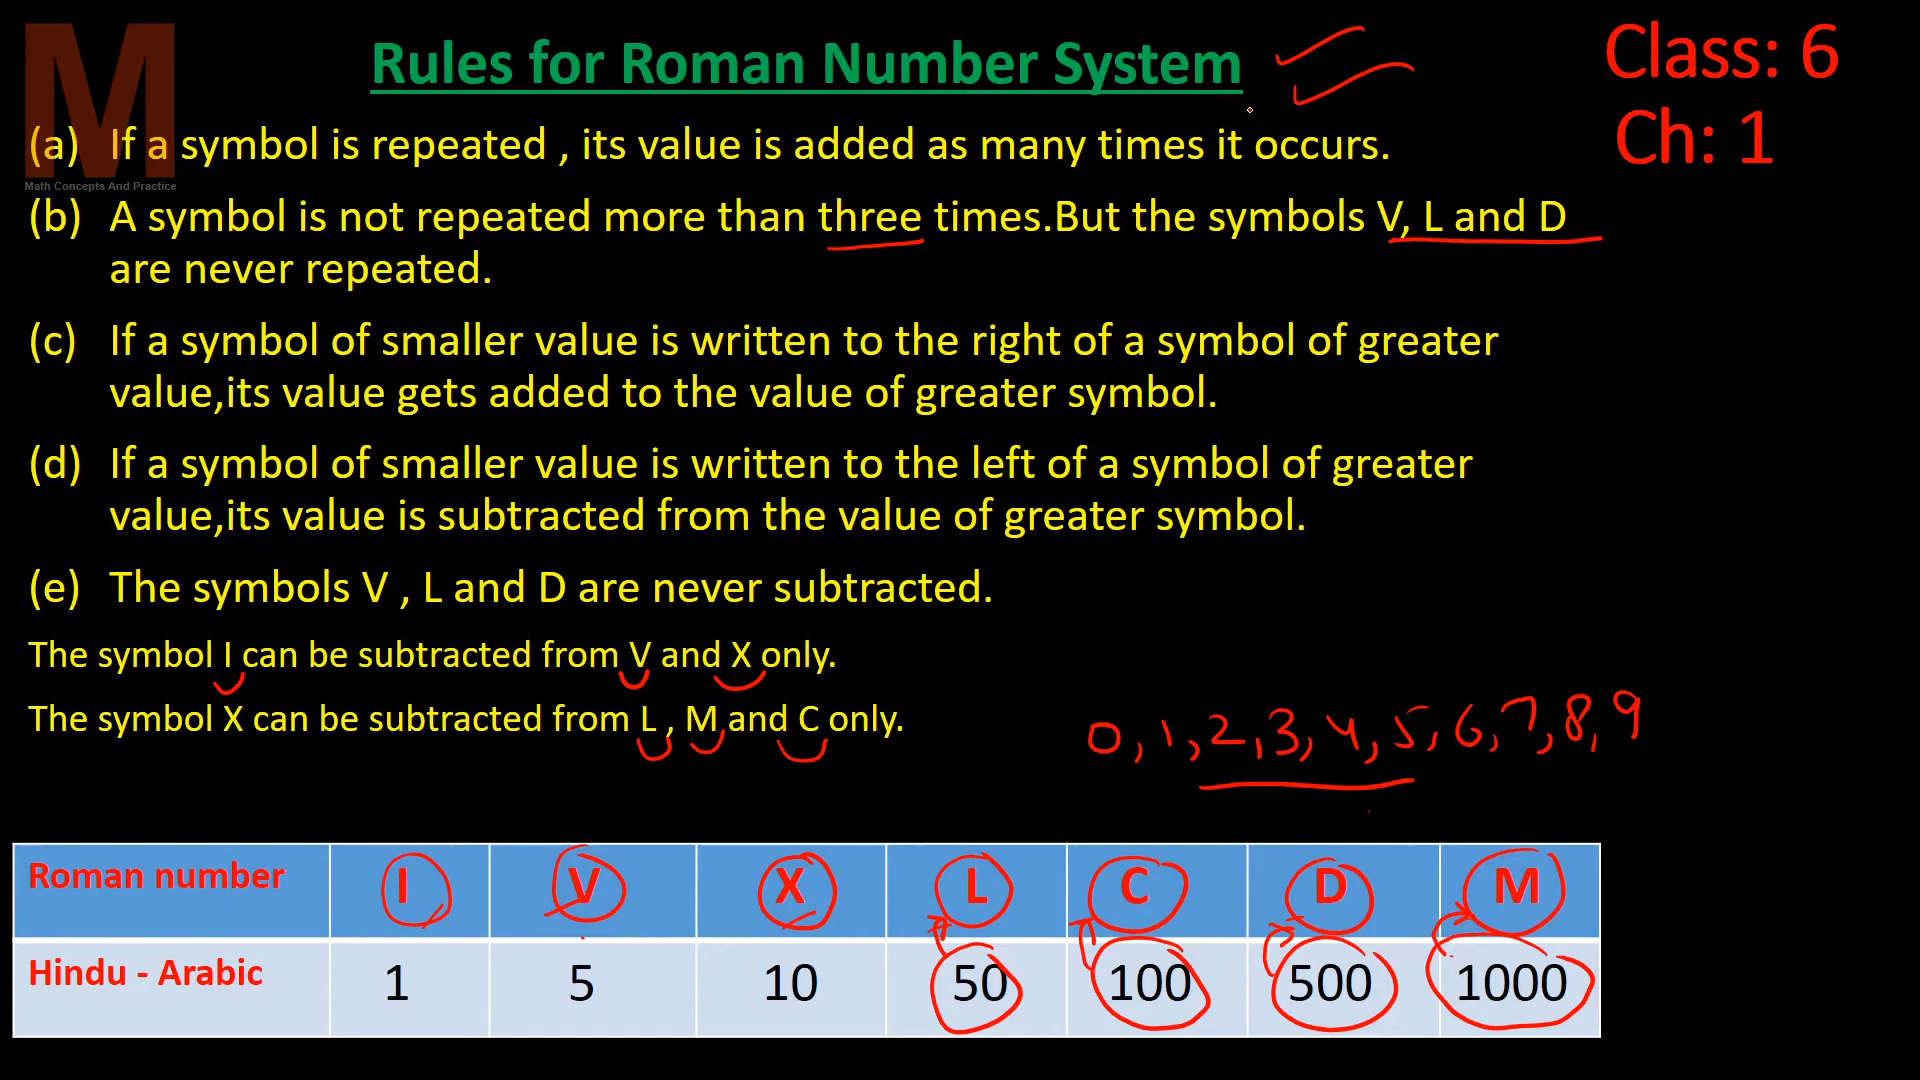 M
Math Concepts And Practice
Rules for Roman Number System
Class: 6
Ch: 1
(a) If a symbol is repeated , its value is added as many times it occurs.
(b) A symbol is not repeated more than three times.But the symbols V, L and D
are never repeated.
(c) If a symbol of smaller value is written to the right of a symbol of greater
value,its value gets added to the value of greater symbol.
(d) If a symbol of smaller value is written to the left of a symbol of greater
value,its value is subtracted from the value of greater symbol.
(e) The symbols V , L and D are never subtracted.
The symbol I can be subtracted from V and X only.
The symbol X can be subtracted from L , M and C only.
0, 1, 2, 3, 4, 5, 6, 7, 8, 9
Roman number I V X L C D M
Hindu - Arabic 1 5 10 50 100 500 1000